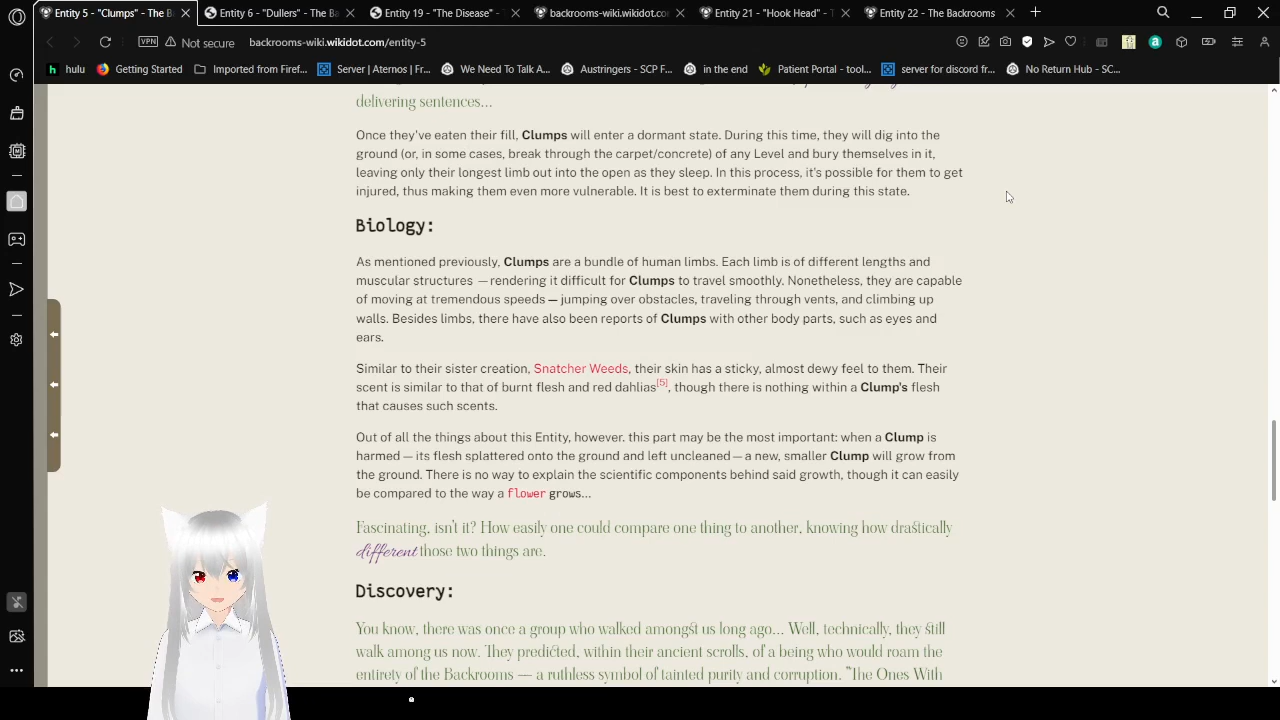 Entity 5 - "Clumps" - The B
Entity 6 - "Dullers" - The Ba
Entity 19 - "The Disease" -
backrooms-wiki.wikidot.co
Entity 21 - "Hook Head" - T
Entity 22 - The Backrooms
VPN
Not secure
backrooms-wiki.wikidot.com/entity-5
hulu
Getting Started
Imported from Firef...
Server | Aternos | Fr...
We Need To Talk A...
Austringers - SCP F...
in the end
Patient Portal - tool...
server for discord fr...
No Return Hub - SC...
delivering sentences...
Once they've eaten their fill, Clumps will enter a dormant state. During this time, they will dig into the
ground (or, in some cases, break through the carpet/concrete) of any Level and bury themselves in it,
leaving only their longest limb out into the open as they sleep. In this process, it's possible for them to get
injured, thus making them even more vulnerable. It is best to exterminate them during this state.
Biology:
As mentioned previously, Clumps are a bundle of human limbs. Each limb is of different lengths and
muscular structures —rendering it difficult for Clumps to travel smoothly. Nonetheless, they are capable
of moving at tremendous speeds — jumping over obstacles, traveling through vents, and climbing up
walls. Besides limbs, there have also been reports of Clumps with other body parts, such as eyes and
ears.
Similar to their sister creation, Snatcher Weeds, their skin has a sticky, almost dewy feel to them. Their
scent is similar to that of burnt flesh and red dahlias[5], though there is nothing within a Clump's flesh
that causes such scents.
Out of all the things about this Entity, however. this part may be the most important: when a Clump is
harmed — its flesh splattered onto the ground and left uncleaned — a new, smaller Clump will grow from
the ground. There is no way to explain the scientific components behind said growth, though it can easily
be compared to the way a flower grows...
Fascinating, isn't it? How easily one could compare one thing to another, knowing how drastically
different those two things are.
Discovery:
You know, there was once a group who walked amongst us long ago... Well, technically, they still
walk among us now. They predicted, within their ancient scrolls, of a being who would roam the
entirety of the Backrooms — a ruthless symbol of tainted purity and corruption. "The Ones With